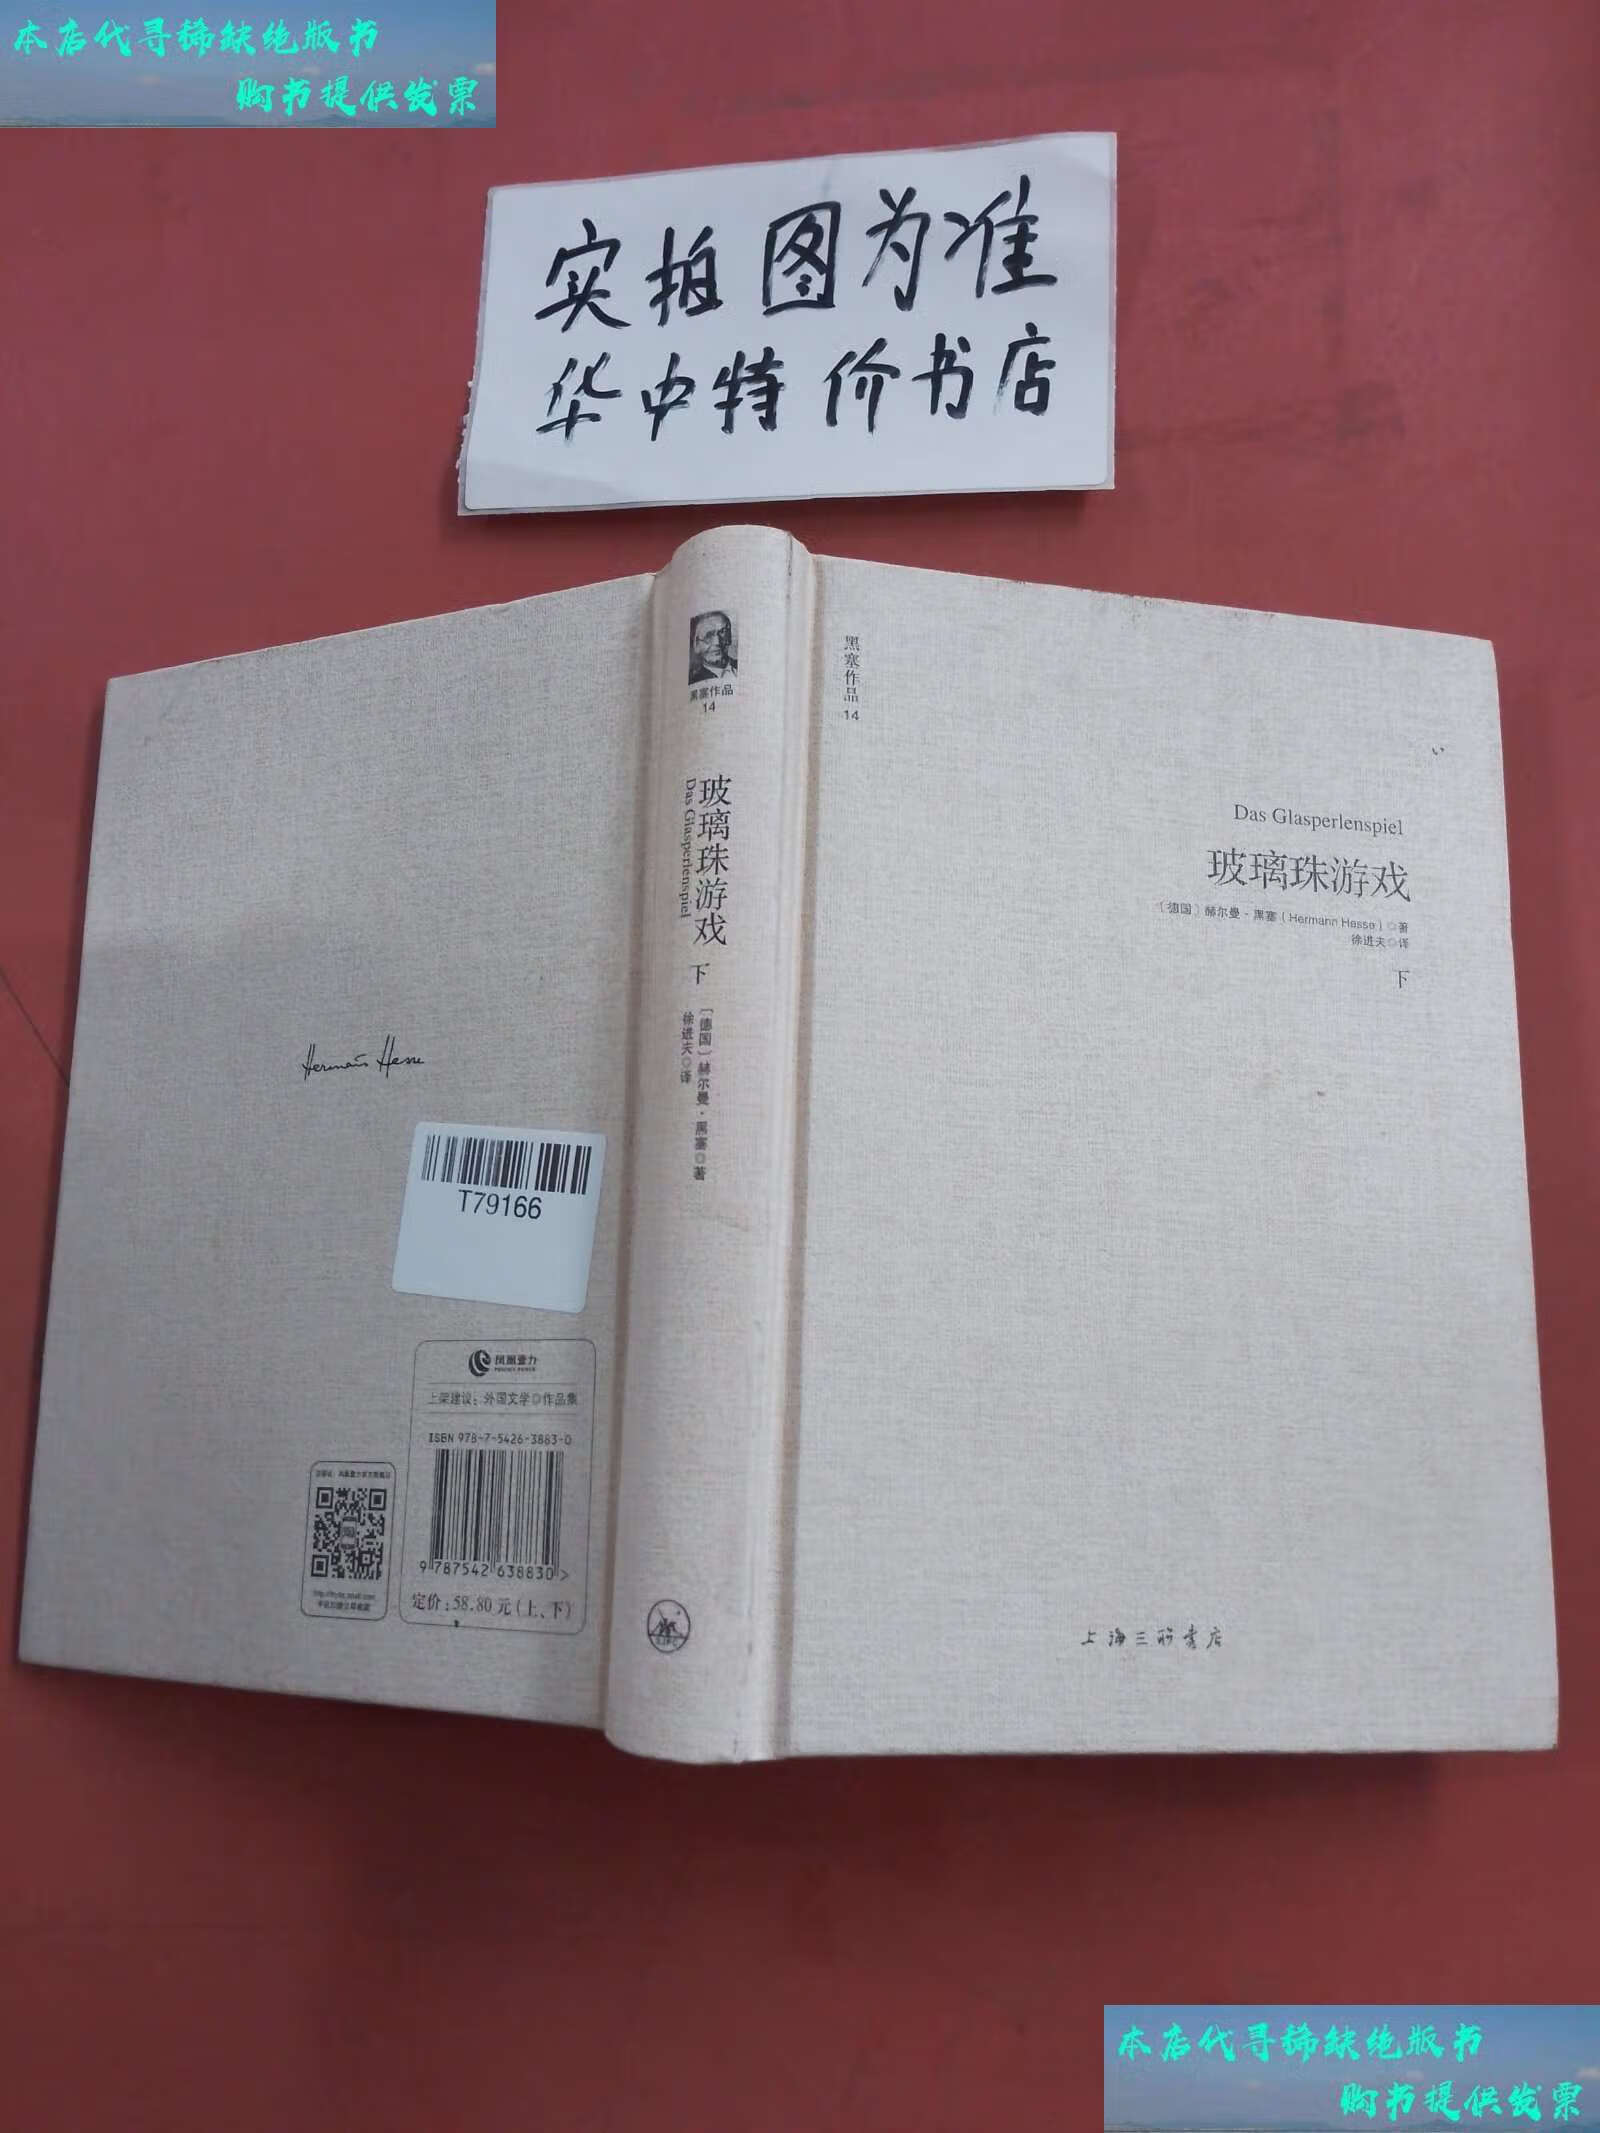 本店代寻稀缺绝版书
购书提供发票
实拍图为准
华中特价书店
黑塞作品
14
玻璃珠游戏
Das Glasperlenspiel
下
〔德国〕赫尔曼·黑塞◎著
徐进夫◎译
黑塞作品 14
Das Glasperlenspiel
玻璃珠游戏
〔德国〕赫尔曼·黑塞（Hermann Hesse）◎著
徐进夫◎译
下
上海三联书店
Hermann Hesse
T79166
凤凰壹力
上架建议：外国文学◎作品集
ISBN 978-7-5426-3883-0
9 787542 638830 >
定价：58.80元（上、下）
本店代寻稀缺绝版书
购书提供发票